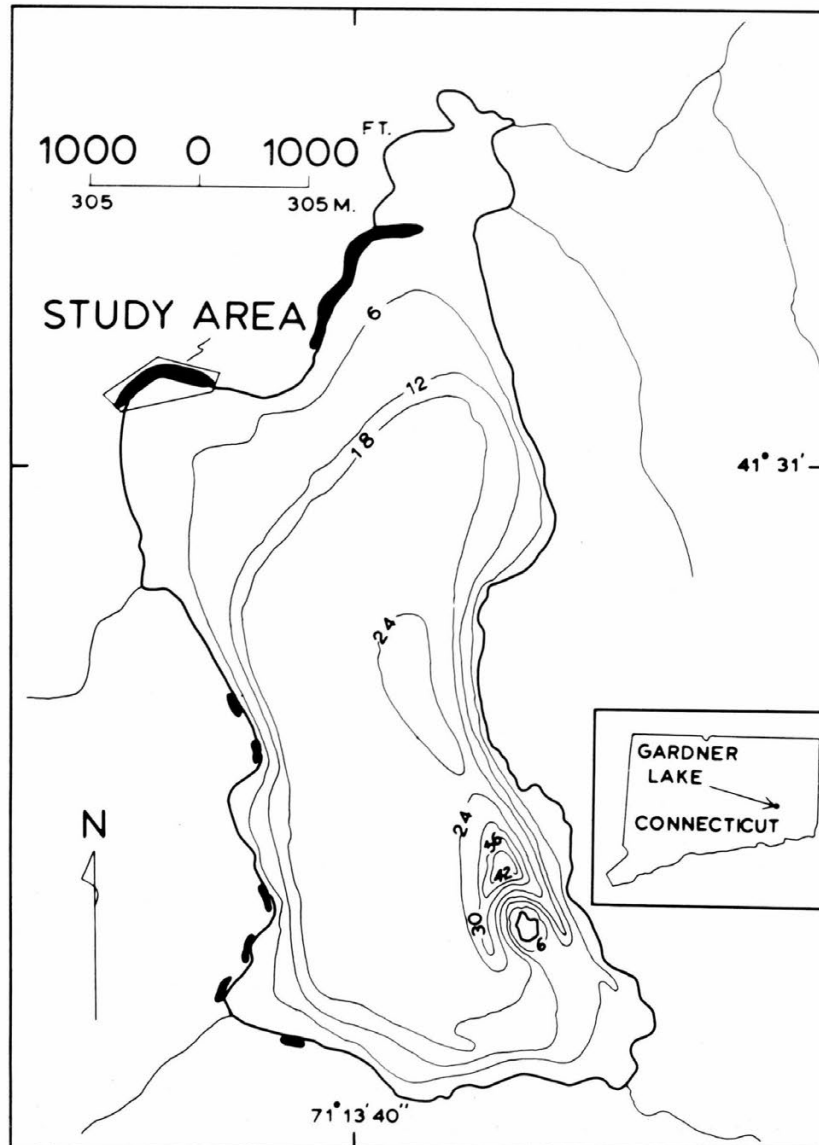 1000 0 1000 FT.
305 305 M.
STUDY AREA
6
12
18
41° 31'
24
GARDNER
LAKE
CONNECTICUT
N
24
36
42
30
6
71° 13' 40"